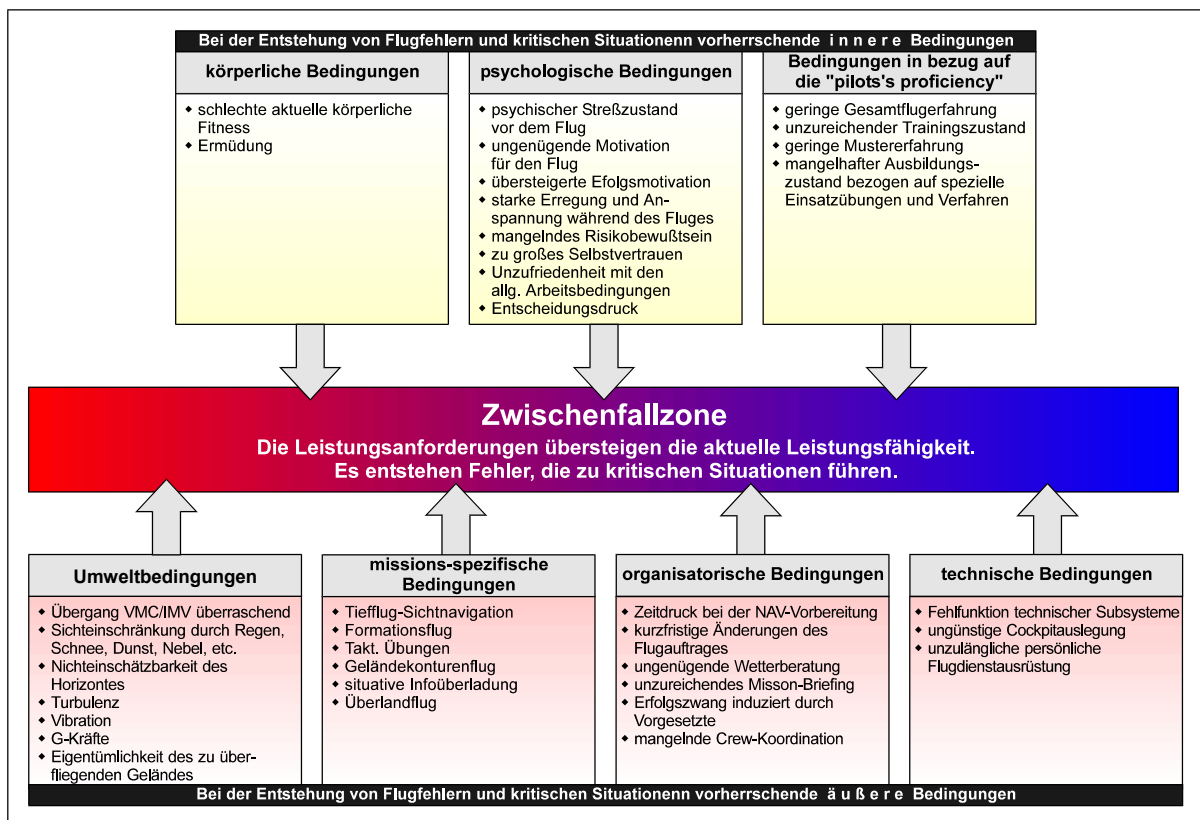 Bei der Entstehung von Flugfehlern und kritischen Situationenn vorherrschende i n n e r e Bedingungen
körperliche Bedingungen
◆ schlechte aktuelle körperliche
Fitness
◆ Ermüdung
psychologische Bedingungen
◆ psychischer Streßzustand
vor dem Flug
◆ ungenügende Motivation
für den Flug
◆ übersteigerte Efolgsmotivation
◆ starke Erregung und An-
spannung während des Fluges
◆ mangelndes Risikobewußtsein
◆ zu großes Selbstvertrauen
◆ Unzufriedenheit mit den
allg. Arbeitsbedingungen
◆ Entscheidungsdruck
Bedingungen in bezug auf
die "pilots's proficiency"
◆ geringe Gesamtflugerfahrung
◆ unzureichender Trainingszustand
◆ geringe Mustererfahrung
◆ mangelhafter Ausbildungs-
zustand bezogen auf spezielle
Einsatzübungen und Verfahren
Zwischenfallzone
Die Leistungsanforderungen übersteigen die aktuelle Leistungsfähigkeit.
Es entstehen Fehler, die zu kritischen Situationen führen.
Umweltbedingungen
◆ Übergang VMC/IMV überraschend
◆ Sichteinschränkung durch Regen,
Schnee, Dunst, Nebel, etc.
◆ Nichteinschätzbarkeit des
Horizontes
◆ Turbulenz
◆ Vibration
◆ G-Kräfte
◆ Eigentümlichkeit des zu über-
fliegenden Geländes
missions-spezifische
Bedingungen
◆ Tiefflug-Sichtnavigation
◆ Formationsflug
◆ Takt. Übungen
◆ Geländekonturenflug
◆ situative Infoüberladung
◆ Überlandflug
organisatorische Bedingungen
◆ Zeitdruck bei der NAV-Vorbereitung
◆ kurzfristige Änderungen des
Flugauftrages
◆ ungenügende Wetterberatung
◆ unzureichendes Misson-Briefing
◆ Erfolgszwang induziert durch
Vorgesetzte
◆ mangelnde Crew-Koordination
technische Bedingungen
◆ Fehlfunktion technischer Subsysteme
◆ ungünstige Cockpitauslegung
◆ unzulängliche persönliche
Flugdienstausrüstung
Bei der Entstehung von Flugfehlern und kritischen Situationenn vorherrschende ä u ß e r e Bedingungen